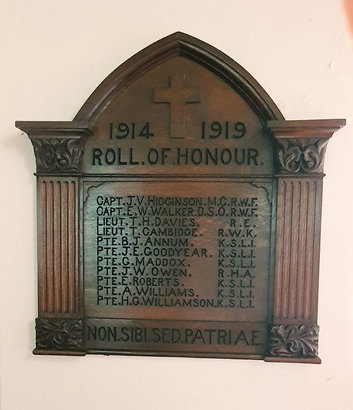 1914 1919
ROLL.OF HONOUR.
CAPT.J.V.HIGGINSON.M.C.R.W.F.
CAPT.E.W.WALKER.D.S.O.R.W.F.
LIEUT.T.H.DAVIES. R.E.
LIEUT.T.CAMBIDGE. R.W.K.
PTE.B.J.ANNUM. K.S.L.I.
PTE.J.E.GOODYEAR. K.S.L.I.
PTE.G.MADDOX. K.S.L.I.
PTE.J.W.OWEN. R.H.A.
PTE.E.ROBERTS. K.S.L.I.
PTE.A.WILLIAMS. K.S.L.I.
PTE.H.G.WILLIAMSON.K.S.L.I.
NON.SIBI.SED.PATRIAE